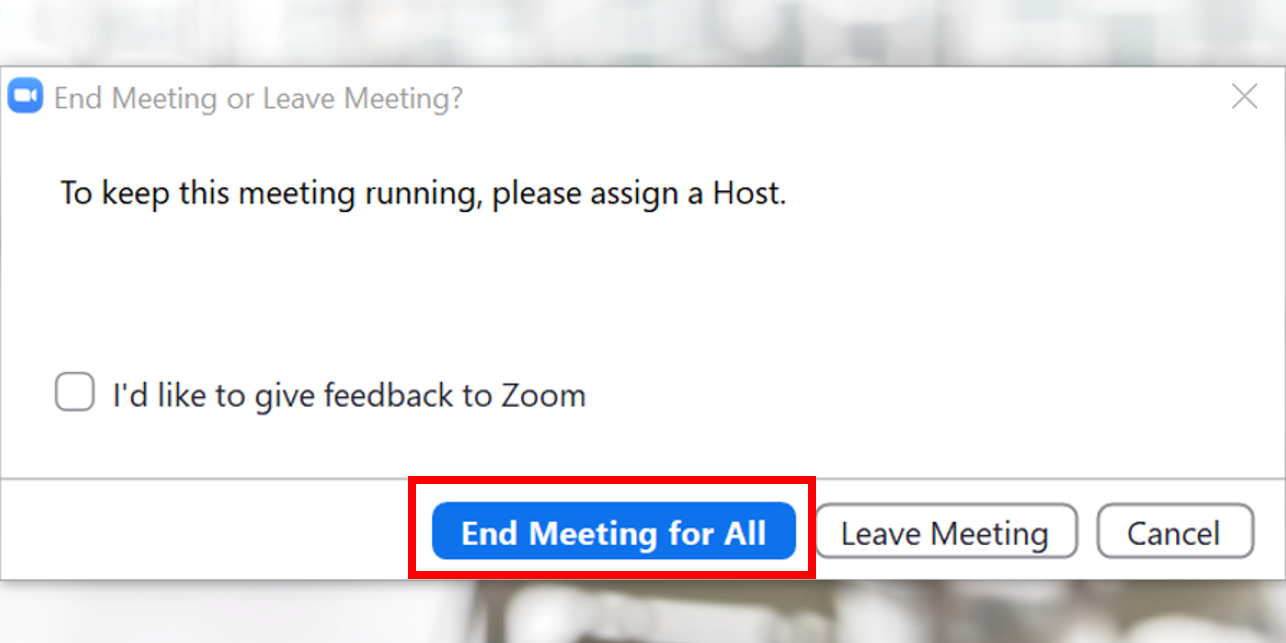 End Meeting or Leave Meeting?
To keep this meeting running, please assign a Host.
I'd like to give feedback to Zoom
End Meeting for All Leave Meeting Cancel